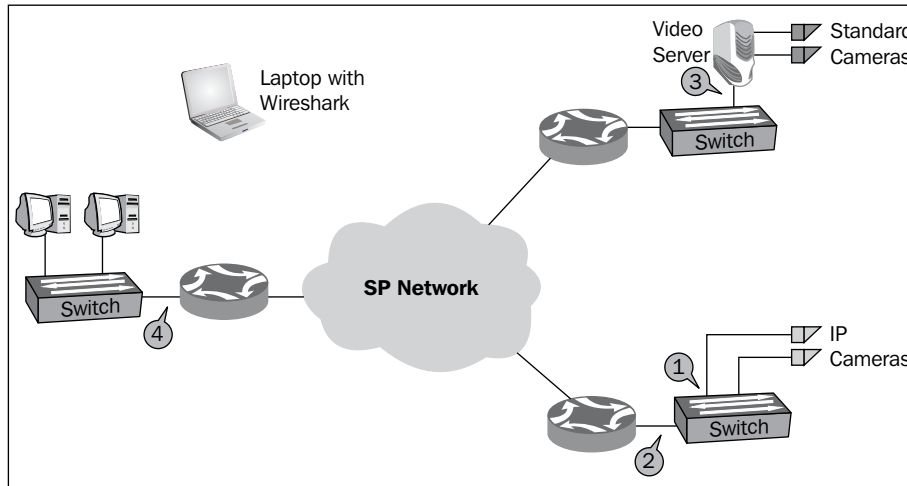 Video
Server
Standard
Cameras
3
Laptop with
Wireshark
Switch
SP Network
Switch
4
IP
Cameras
1
Switch
2